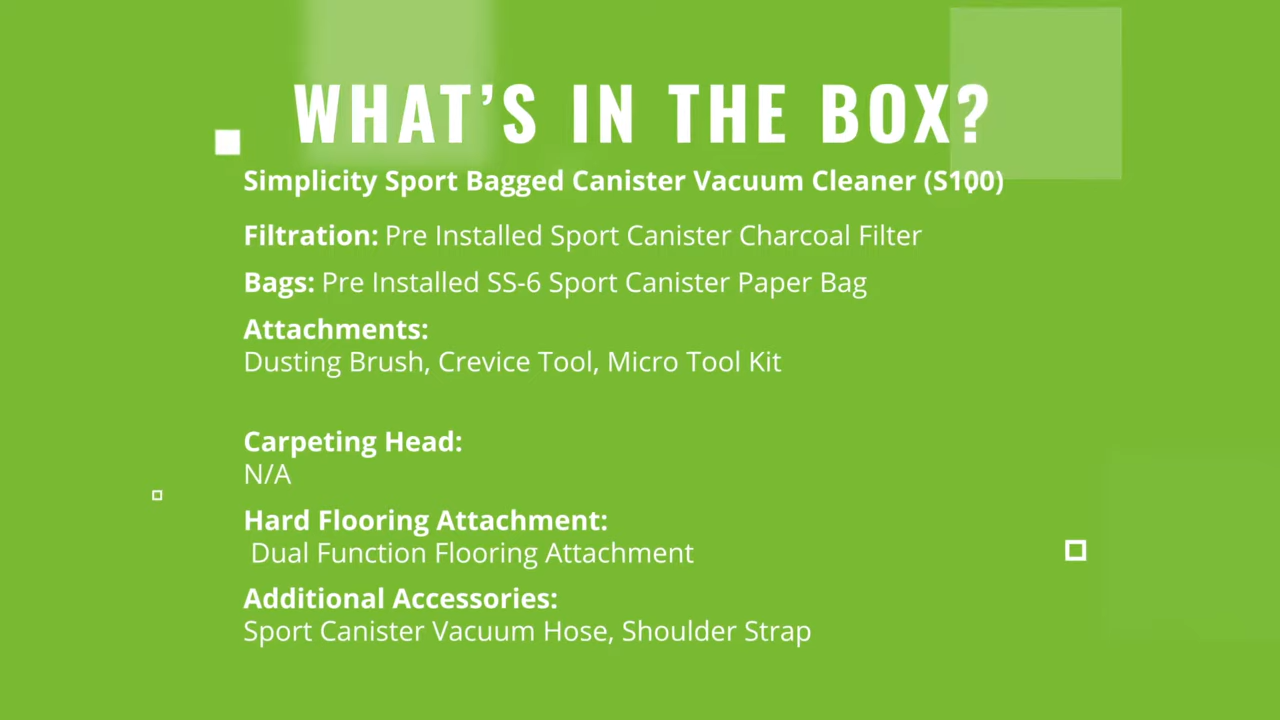 WHAT’S IN THE BOX?
Simplicity Sport Bagged Canister Vacuum Cleaner (S100)
Filtration: Pre Installed Sport Canister Charcoal Filter
Bags: Pre Installed SS-6 Sport Canister Paper Bag
Attachments:
Dusting Brush, Crevice Tool, Micro Tool Kit
Carpeting Head:
N/A
Hard Flooring Attachment:
Dual Function Flooring Attachment
Additional Accessories:
Sport Canister Vacuum Hose, Shoulder Strap